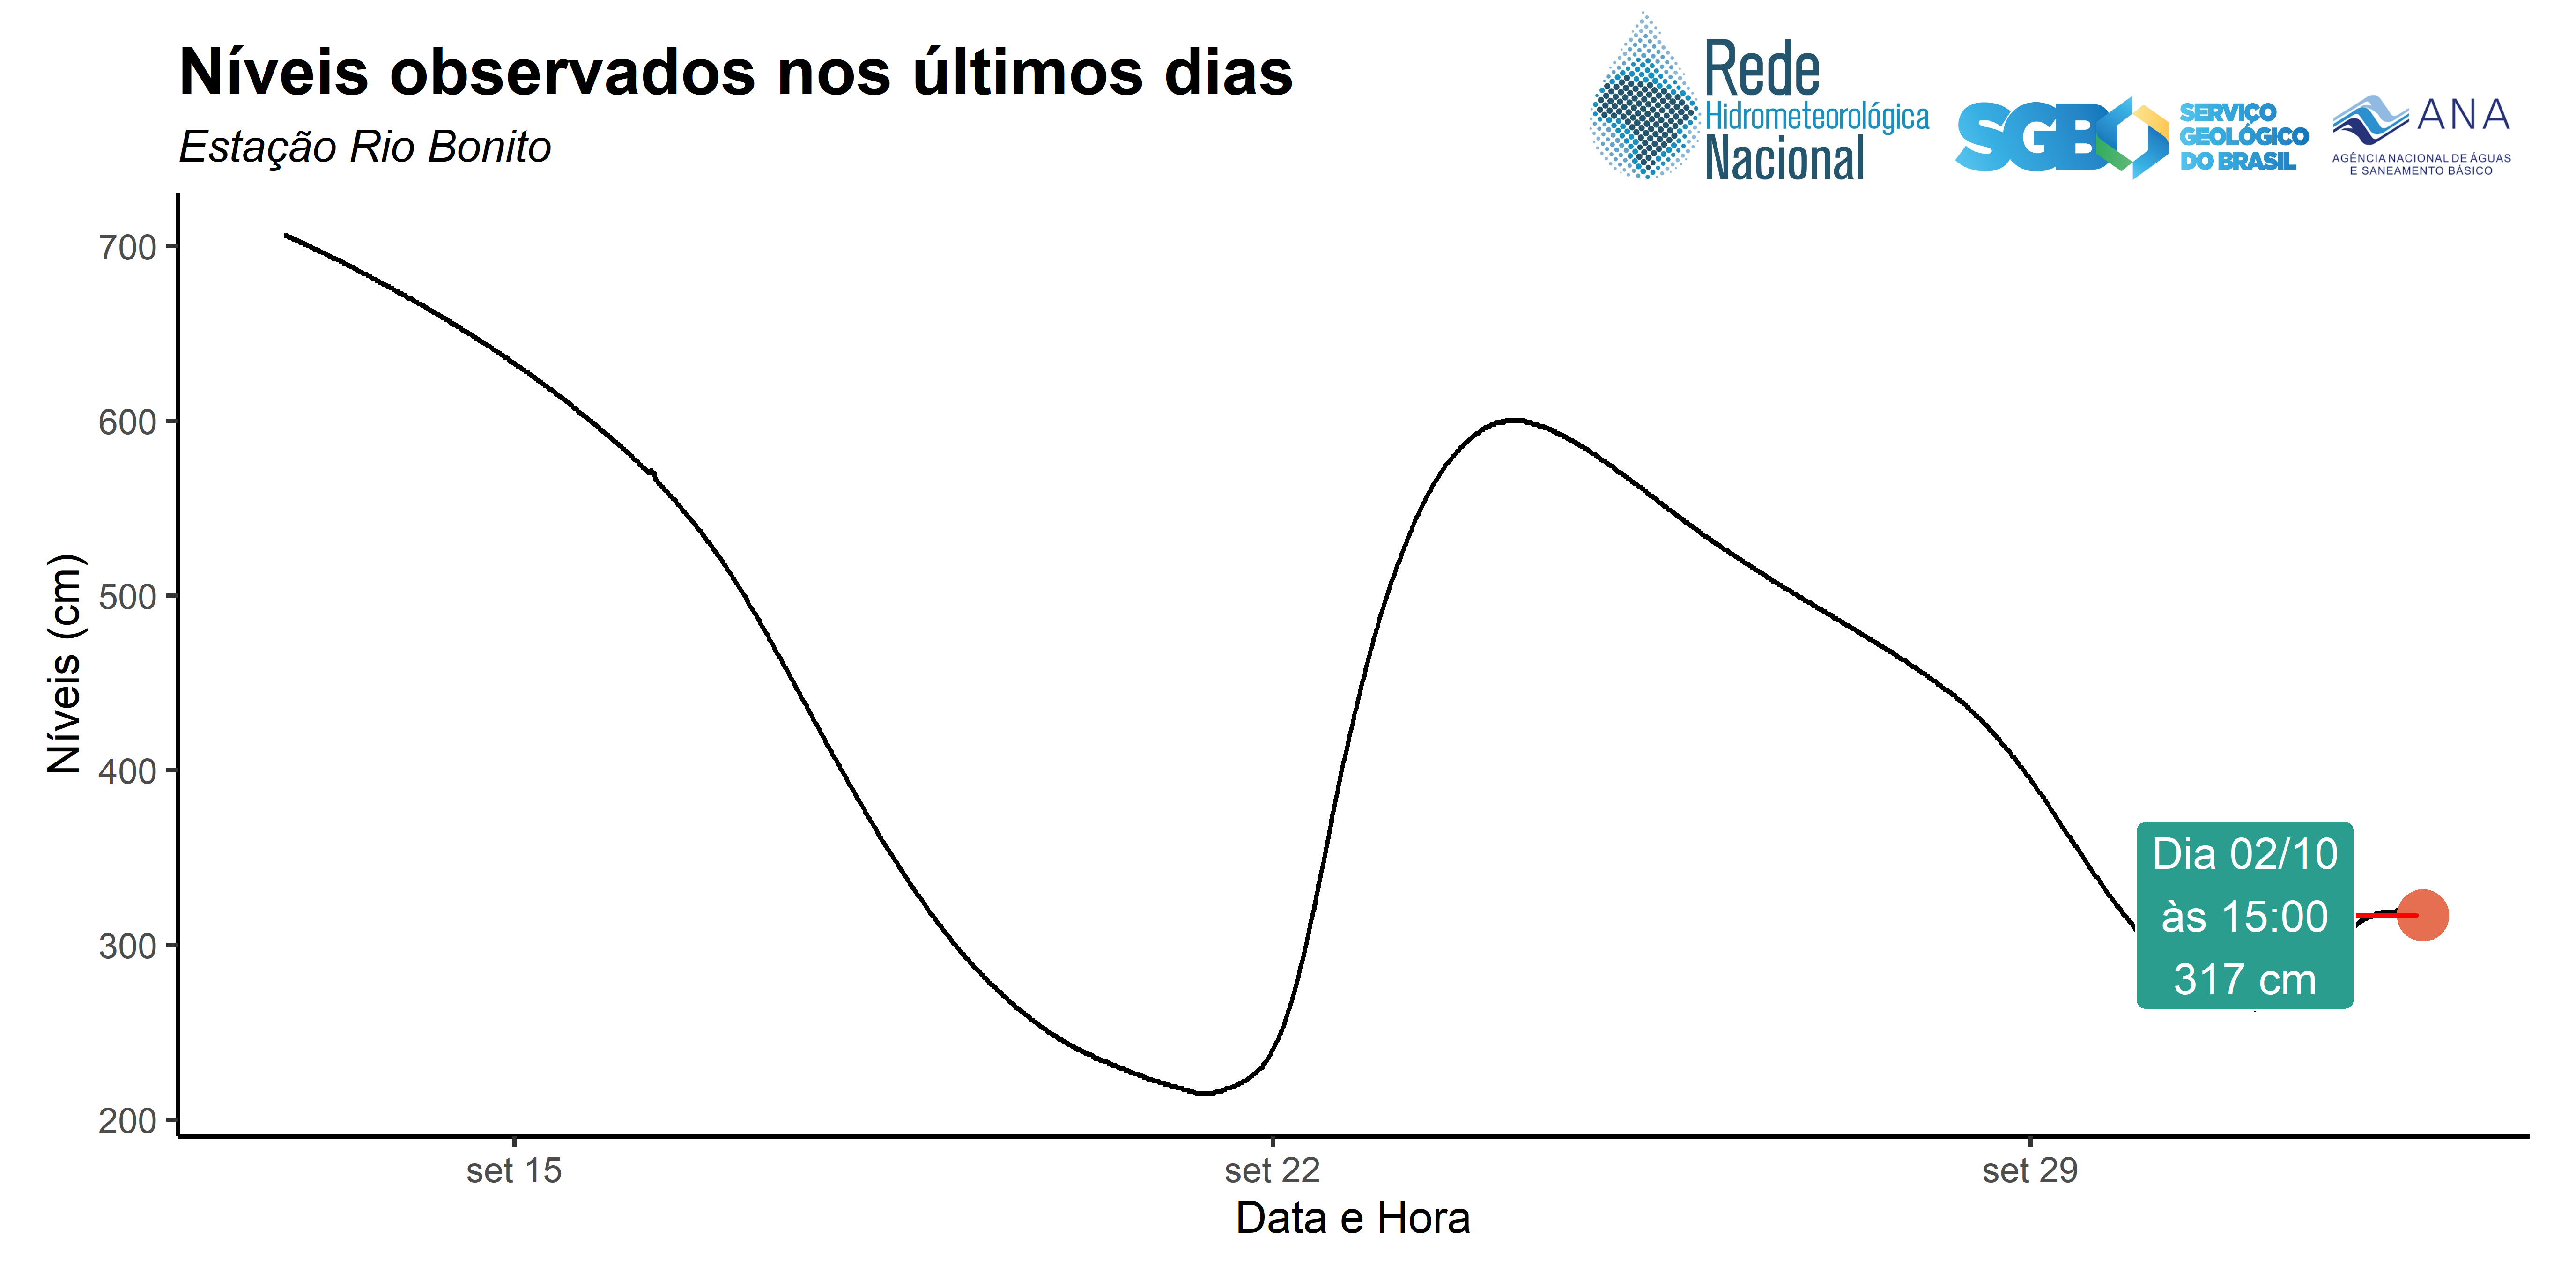 Níveis observados nos últimos dias
Estação Rio Bonito
Rede
Hidrometeorológica
Nacional
SGB
SERVIÇO
GEOLÓGICO
DO BRASIL
ANA
AGÊNCIA NACIONAL DE ÁGUAS
E SANEAMENTO BÁSICO
Níveis (cm)
700
600
500
400
300
200
Dia 02/10
às 15:00
317 cm
set 15
set 22
set 29
Data e Hora